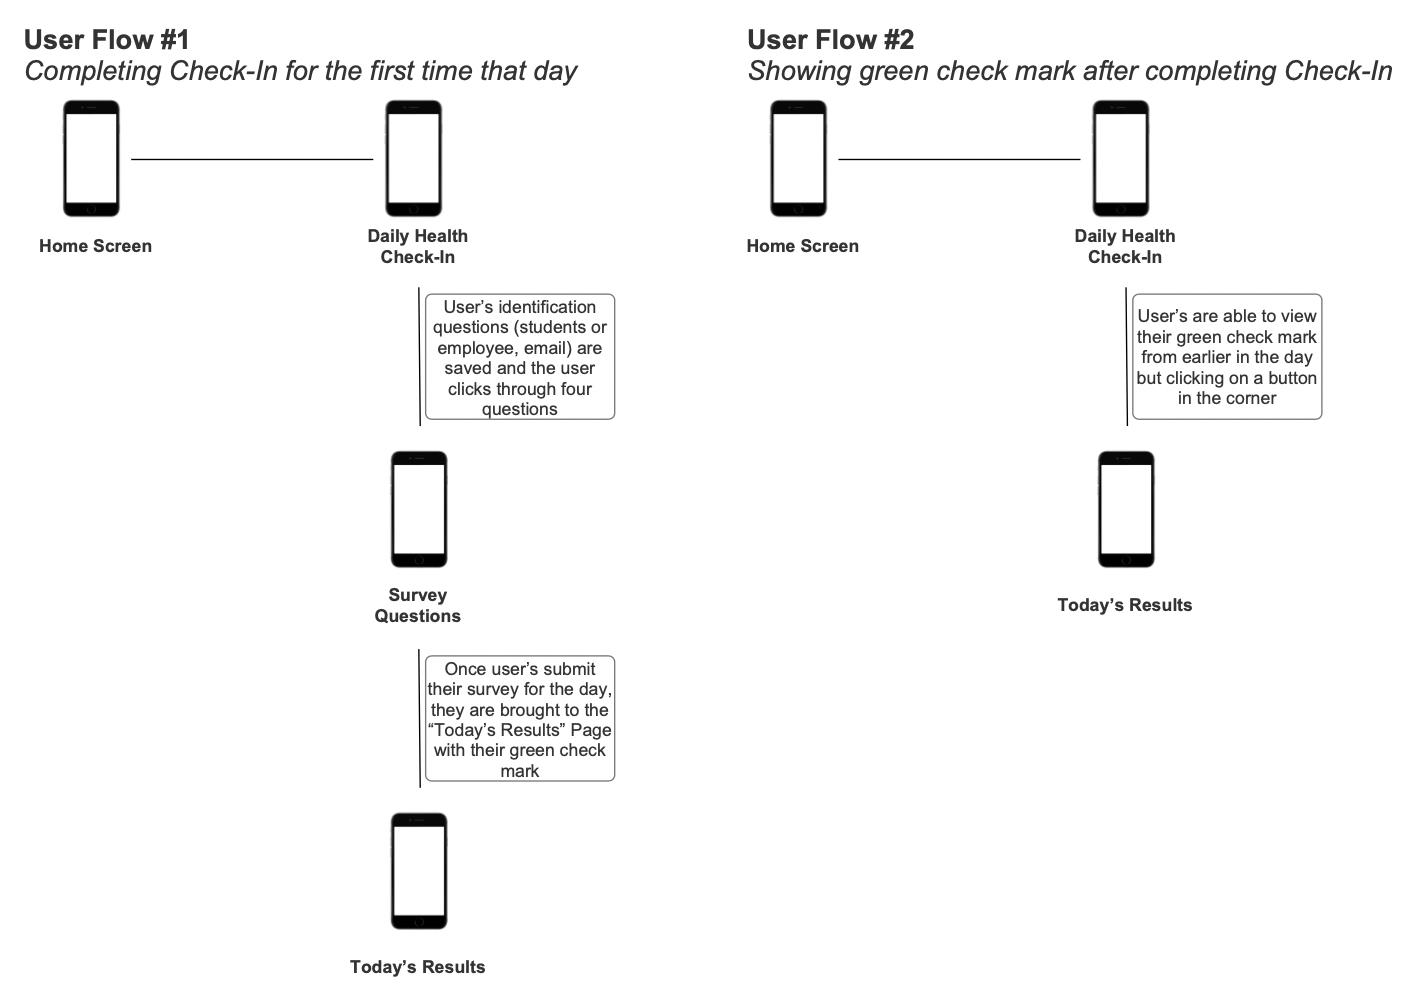 User Flow #1
Completing Check-In for the first time that day
Home Screen
Daily Health
Check-In
User’s identification
questions (students or
employee, email) are
saved and the user
clicks through four
questions
Survey
Questions
Once user’s submit
their survey for the day,
they are brought to the
“Today’s Results” Page
with their green check
mark
Today’s Results
User Flow #2
Showing green check mark after completing Check-In
Home Screen
Daily Health
Check-In
User’s are able to view
their green check mark
from earlier in the day
but clicking on a button
in the corner
Today’s Results